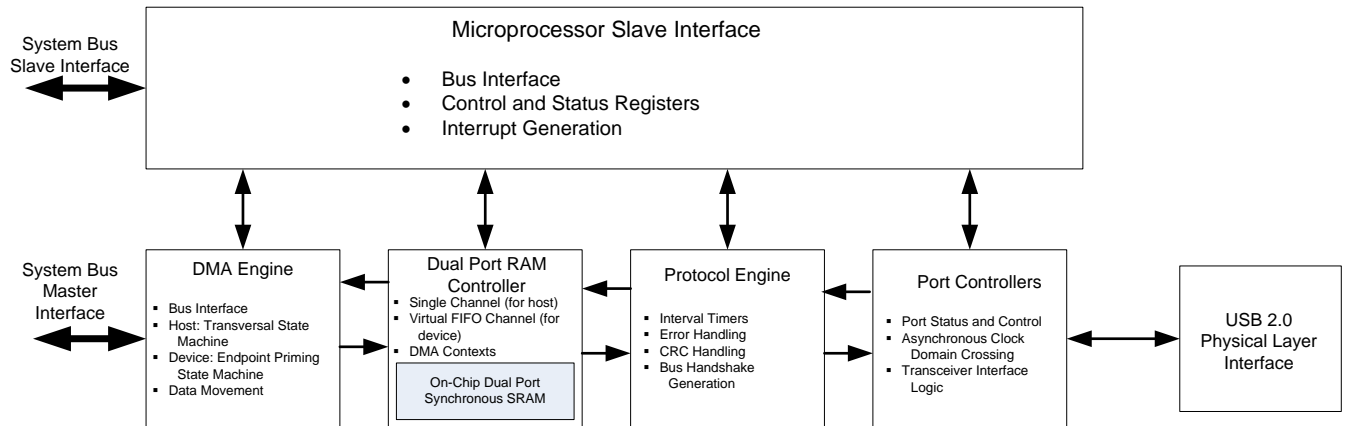 Microprocessor Slave Interface
System Bus
Slave Interface
• Bus Interface
• Control and Status Registers
• Interrupt Generation
System Bus
Master
Interface
DMA Engine
▪ Bus Interface
▪ Host: Transversal State
Machine
▪ Device: Endpoint Priming
State Machine
▪ Data Movement
Dual Port RAM
Controller
▪ Single Channel (for host)
▪ Virtual FIFO Channel (for
device)
▪ DMA Contexts
On-Chip Dual Port
Synchronous SRAM
Protocol Engine
▪ Interval Timers
▪ Error Handling
▪ CRC Handling
▪ Bus Handshake
Generation
Port Controllers
▪ Port Status and Control
▪ Asynchronous Clock
Domain Crossing
▪ Transceiver Interface
Logic
USB 2.0
Physical Layer
Interface